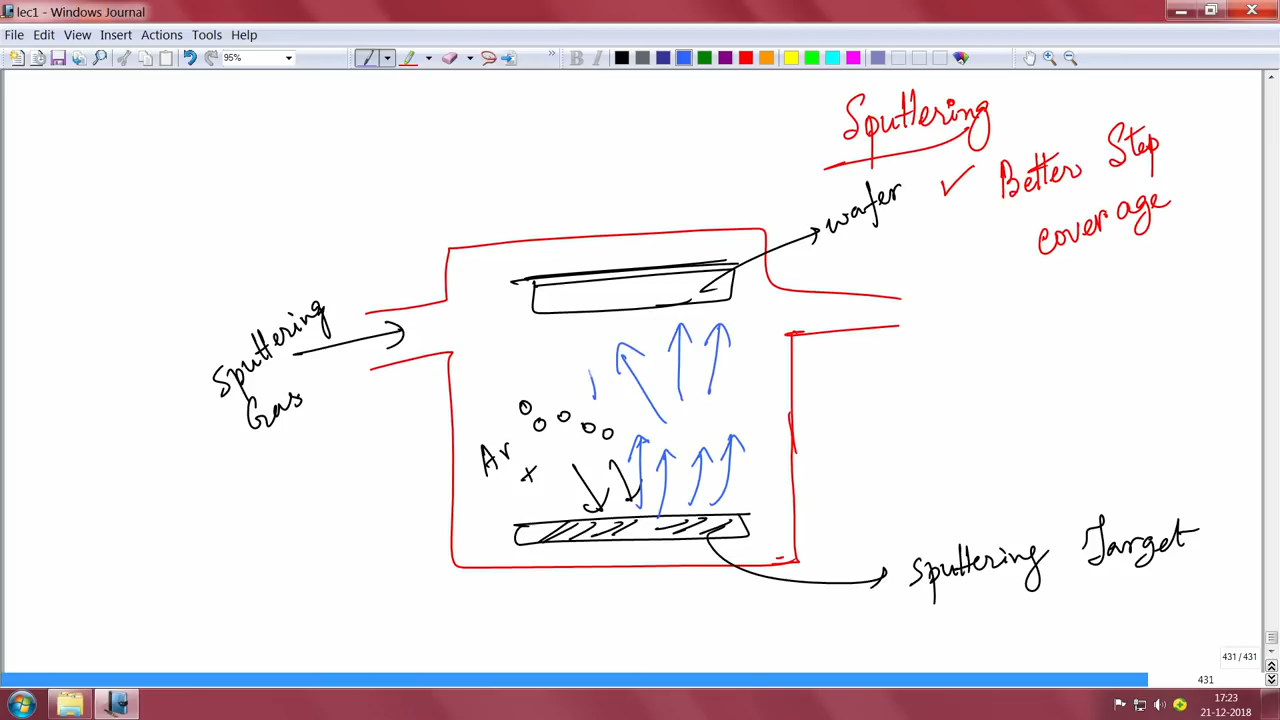 lec1 - Windows Journal
File Edit View Insert Actions Tools Help
95%
B I
Sputtering
wafer
✓ Better Step
coverage
Sputtering
Gas
Ar
+
Sputtering Target
431 / 431
431
17:23
21-12-2018